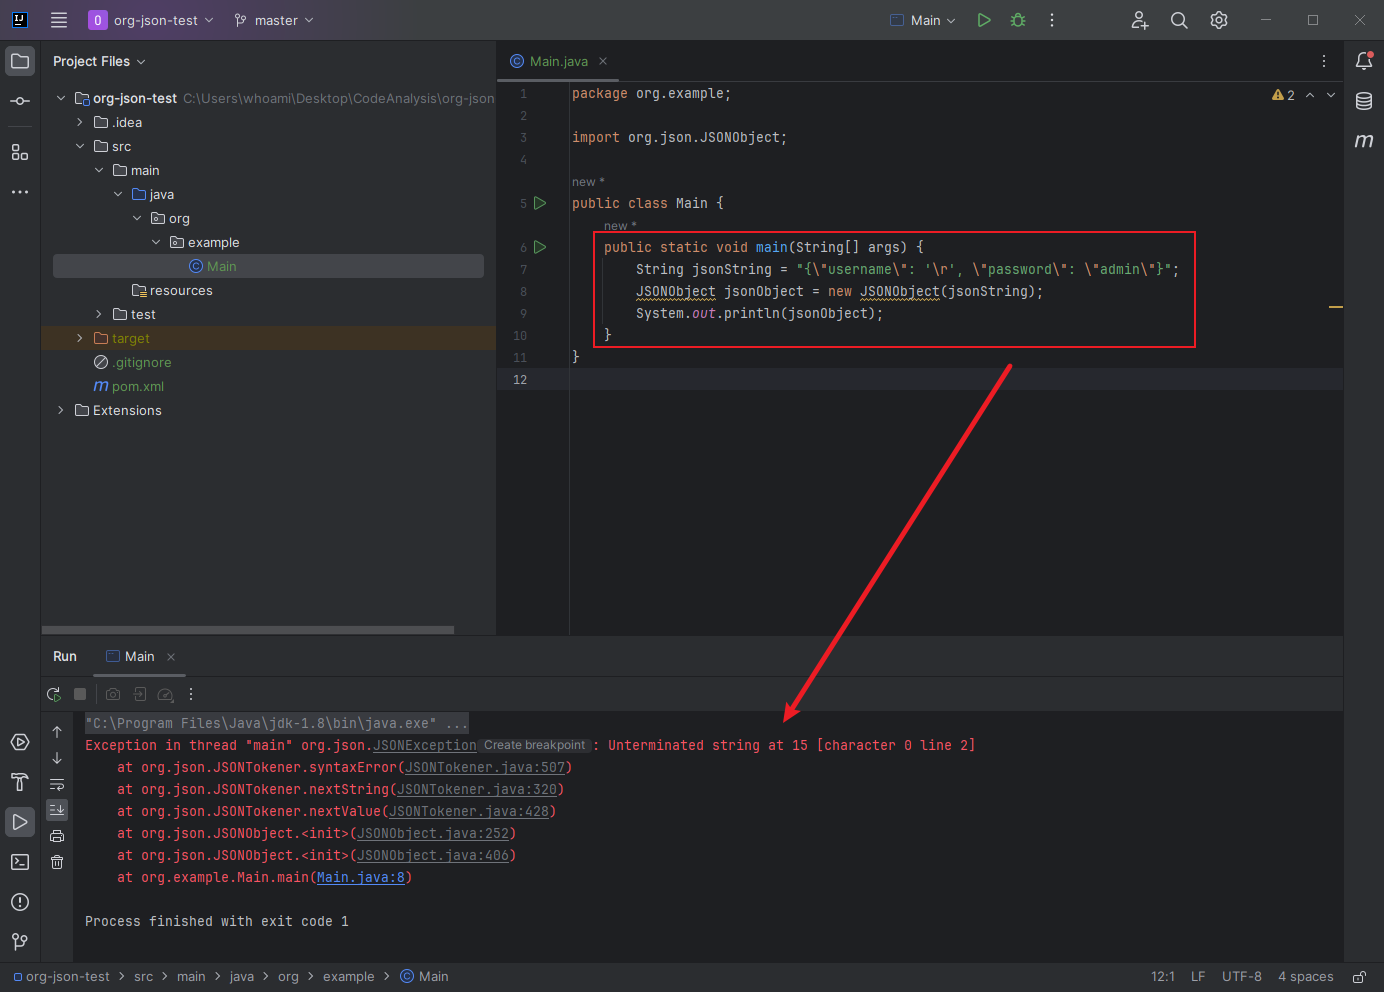 IJ
O org-json-test
master
Main
Project Files
Main.java
org-json-test C:\Users\whoami\Desktop\CodeAnalysis\org-json
.idea
src
main
java
org
example
Main
resources
test
target
.gitignore
m pom.xml
Extensions
2
m
1 package org.example;
2
3 import org.json.JSONObject;
4
new *
5 public class Main {
new *
6 public static void main(String[] args) {
7 String jsonString = "{\"username\": '\r', \"password\": \"admin\"}";
8 JSONObject jsonObject = new JSONObject(jsonString);
9 System.out.println(jsonObject);
10 }
11 }
12
Run Main
"C:\Program Files\Java\jdk-1.8\bin\java.exe" ...
Exception in thread "main" org.json.JSONException Create breakpoint : Unterminated string at 15 [character 0 line 2]
at org.json.JSONTokener.syntaxError(JSONTokener.java:507)
at org.json.JSONTokener.nextString(JSONTokener.java:320)
at org.json.JSONTokener.nextValue(JSONTokener.java:428)
at org.json.JSONObject.<init>(JSONObject.java:252)
at org.json.JSONObject.<init>(JSONObject.java:406)
at org.example.Main.main(Main.java:8)
Process finished with exit code 1
org-json-test > src > main > java > org > example > Main
12:1 LF UTF-8 4 spaces